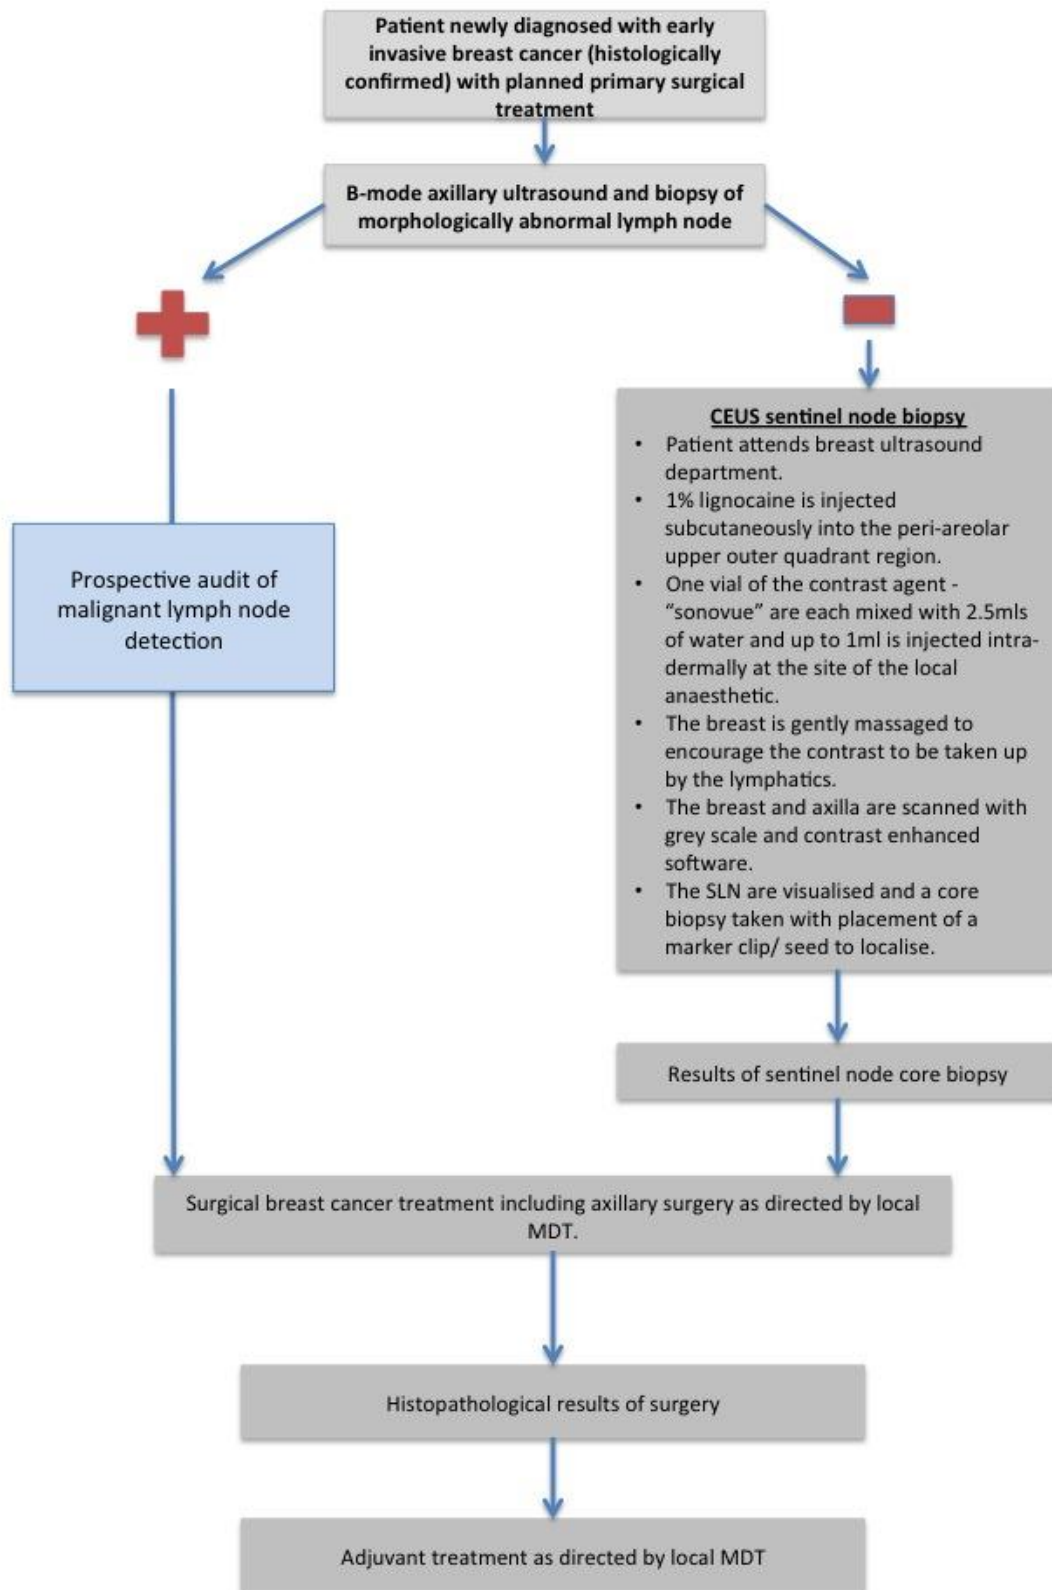 Patient newly diagnosed with early
invasive breast cancer (histologically
confirmed) with planned primary surgical
treatment
B-mode axillary ultrasound and biopsy of
morphologically abnormal lymph node
Prospective audit of
malignant lymph node
detection
CEUS sentinel node biopsy
• Patient attends breast ultrasound
department.
• 1% lignocaine is injected
subcutaneously into the peri-areolar
upper outer quadrant region.
• One vial of the contrast agent -
“sonovue” are each mixed with 2.5mls
of water and up to 1ml is injected intra-
dermally at the site of the local
anaesthetic.
• The breast is gently massaged to
encourage the contrast to be taken up
by the lymphatics.
• The breast and axilla are scanned with
grey scale and contrast enhanced
software.
• The SLN are visualised and a core
biopsy taken with placement of a
marker clip/ seed to localise.
Results of sentinel node core biopsy
Surgical breast cancer treatment including axillary surgery as directed by local
MDT.
Histopathological results of surgery
Adjuvant treatment as directed by local MDT